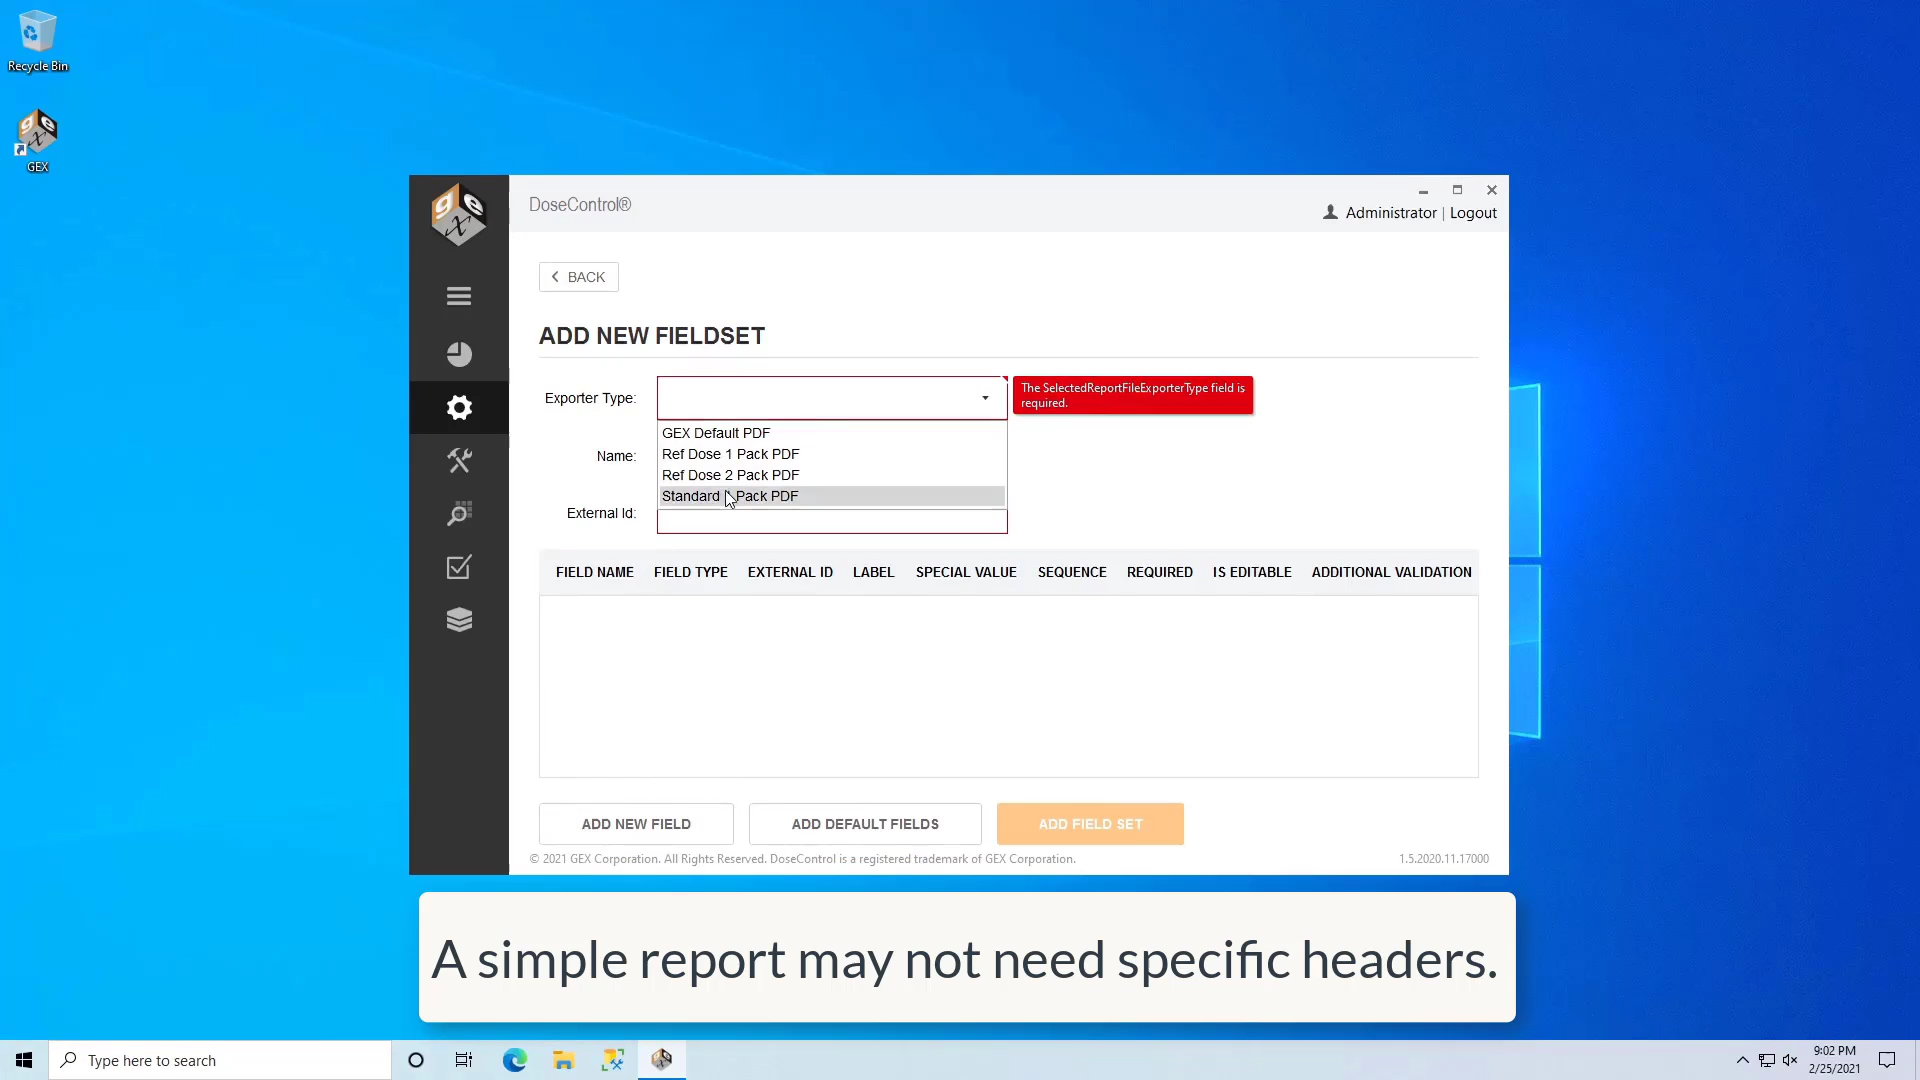 Recycle Bin
GEX
DoseControl®
Administrator | Logout
BACK
ADD NEW FIELDSET
Exporter Type:
The SelectedReportFileExporterType field is
required.
GEX Default PDF
Ref Dose 1 Pack PDF
Name:
Ref Dose 2 Pack PDF
Standard Pack PDF
External Id:
FIELD NAME FIELD TYPE EXTERNAL ID LABEL SPECIAL VALUE SEQUENCE REQUIRED IS EDITABLE ADDITIONAL VALIDATION
ADD NEW FIELD ADD DEFAULT FIELDS ADD FIELD SET
© 2021 GEX Corporation. All Rights Reserved. DoseControl is a registered trademark of GEX Corporation. 1.5.2020.11.17000
A simple report may not need specific headers.
Type here to search
9:02 PM
2/25/2021